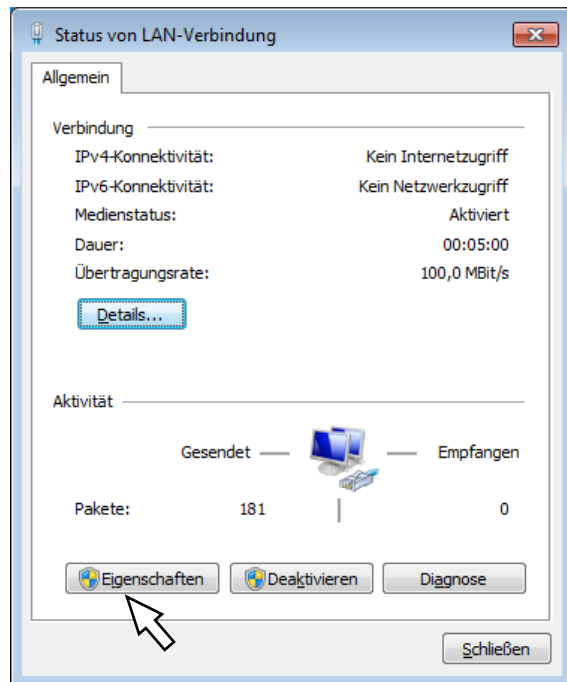 Status von LAN-Verbindung
Allgemein
Verbindung
IPv4-Konnektivität: Kein Internetzugriff
IPv6-Konnektivität: Kein Netzwerkzugriff
Medienstatus: Aktiviert
Dauer: 00:05:00
Übertragungsrate: 100,0 MBit/s
Details...
Aktivität
Gesendet Empfangen
Pakete: 181 0
Eigenschaften Deaktivieren Diagnose
Schließen